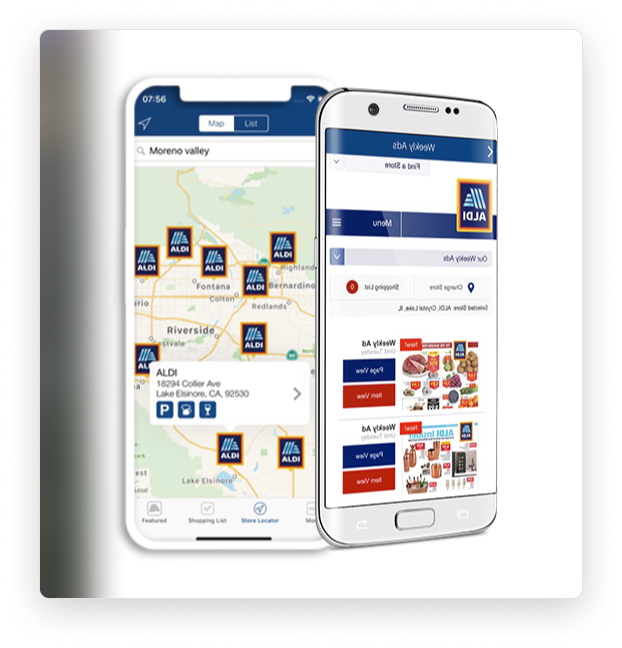 07:56
Map
List
Moreno valley
ALDI
ALDI
ALDI
ALDI
ALDI
Highland
Fontana
Bernardino
Colton
Redlands
ALDI
Riverside
ALDI
ALDI
18294 Collier Ave
Lake Elsinore, CA, 92530
P
ALDI
ALDI
est
Lake Elsinore
Local
Featured
Shopping List
Store Locator
Weekly Ads
Find a Store
ALDI
Menu
Our Weekly Ads
Change Store
Shopping List
0
Selected Store: ALDI, Crystal Lake, IL
Weekly Ad
Until Tuesday
New!
Page View
Item View
Weekly Ad
Until Tuesday
New!
ALDI Insert
Page View
Item View